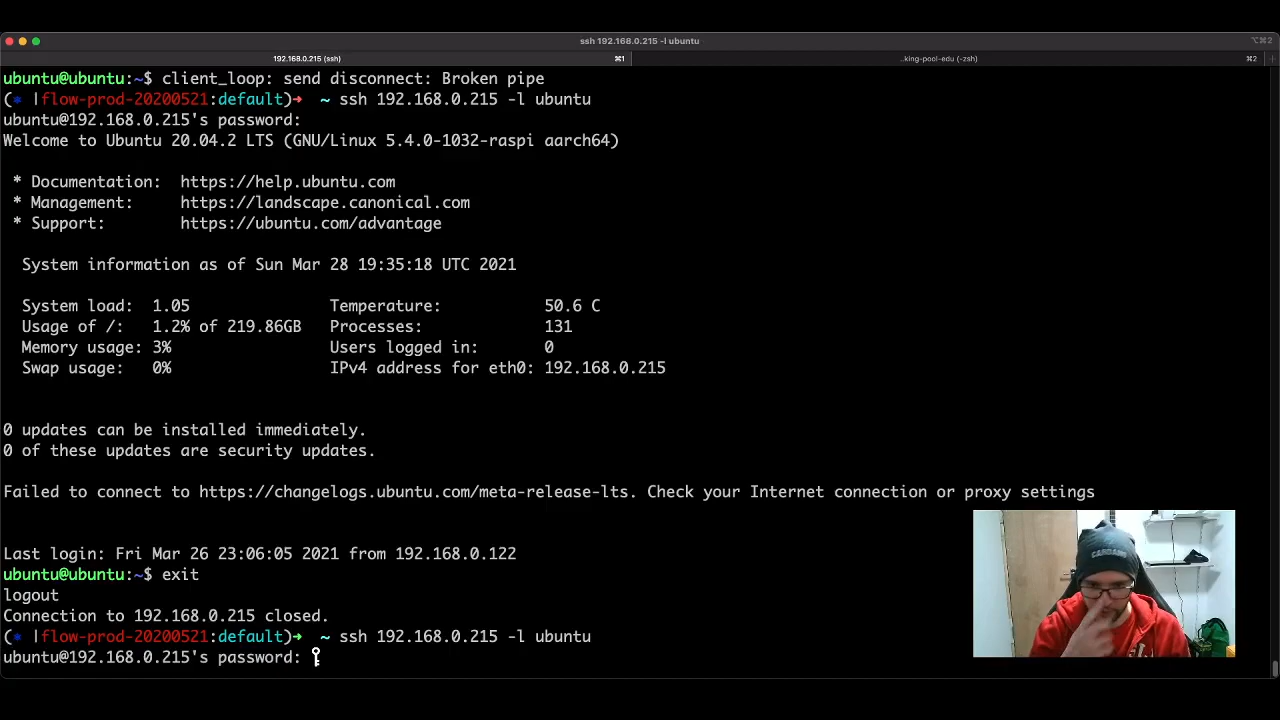 ssh 192.168.0.215 -l ubuntu
⌥⌘2
192.168.0.215 (ssh)
⌘1
..king-pool-edu (-zsh)
⌘2
ubuntu@ubuntu:~$ client_loop: send disconnect: Broken pipe
(⎈ |flow-prod-20200521:default)➜  ~ ssh 192.168.0.215 -l ubuntu
ubuntu@192.168.0.215's password:
Welcome to Ubuntu 20.04.2 LTS (GNU/Linux 5.4.0-1032-raspi aarch64)
* Documentation:  https://help.ubuntu.com
* Management:     https://landscape.canonical.com
* Support:        https://ubuntu.com/advantage
System information as of Sun Mar 28 19:35:18 UTC 2021
System load:  1.05               Temperature:           50.6 C
Usage of /:   1.2% of 219.86GB   Processes:             131
Memory usage: 3%                 Users logged in:       0
Swap usage:   0%                 IPv4 address for eth0: 192.168.0.215
0 updates can be installed immediately.
0 of these updates are security updates.
Failed to connect to https://changelogs.ubuntu.com/meta-release-lts. Check your Internet connection or proxy settings
Last login: Fri Mar 26 23:06:05 2021 from 192.168.0.122
ubuntu@ubuntu:~$ exit
logout
Connection to 192.168.0.215 closed.
(⎈ |flow-prod-20200521:default)➜  ~ ssh 192.168.0.215 -l ubuntu
ubuntu@192.168.0.215's password: